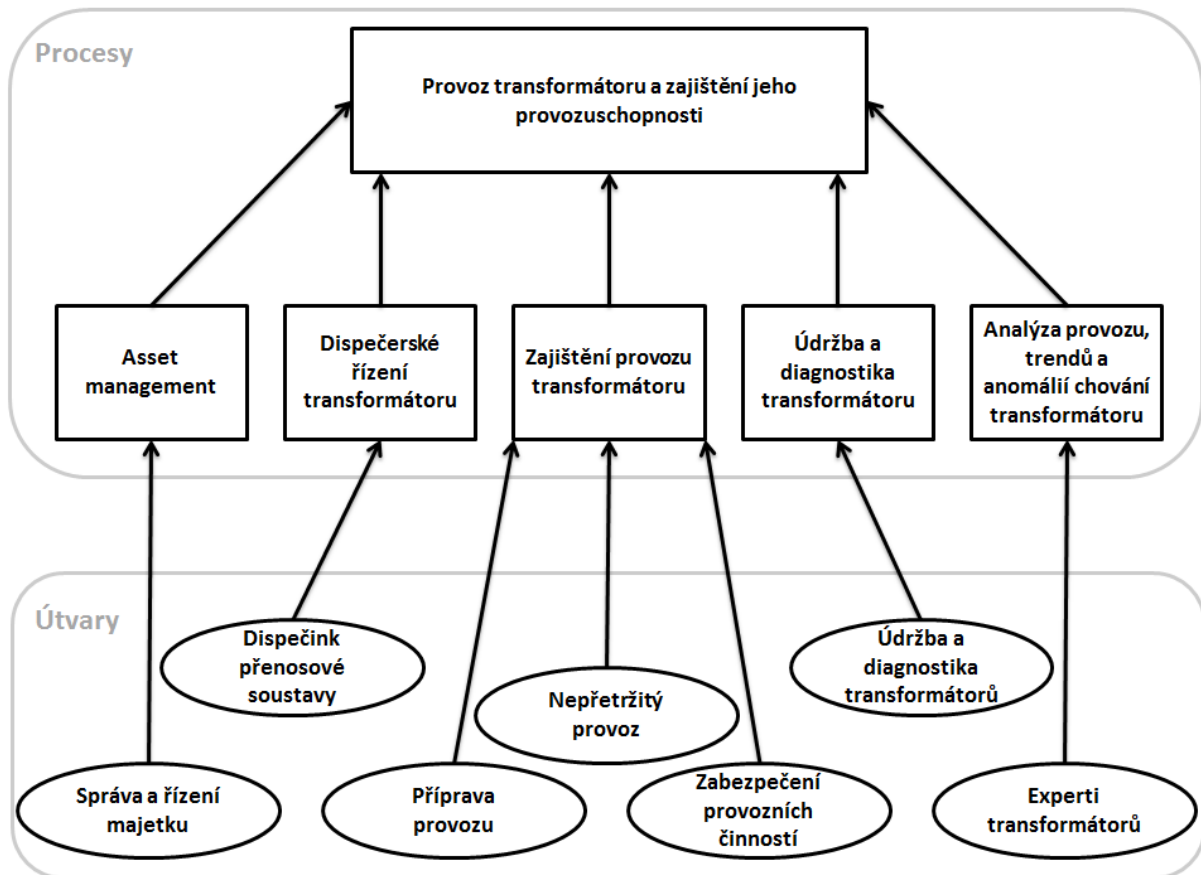 Procesy
Provoz transformátoru a zajištění jeho
provozuschopnosti
Asset
management
Dispečerské
řízení
transformátoru
Zajištění provozu
transformátoru
Údržba a
diagnostika
transformátoru
Analýza provozu,
trendů a
anomálií chování
transformátoru
Útvary
Dispečink
přenosové
soustavy
Údržba a
diagnostika
transformátorů
Nepřetržitý
provoz
Správa a řízení
majetku
Příprava
provozu
Zabezpečení
provozních
činností
Experti
transformátorů